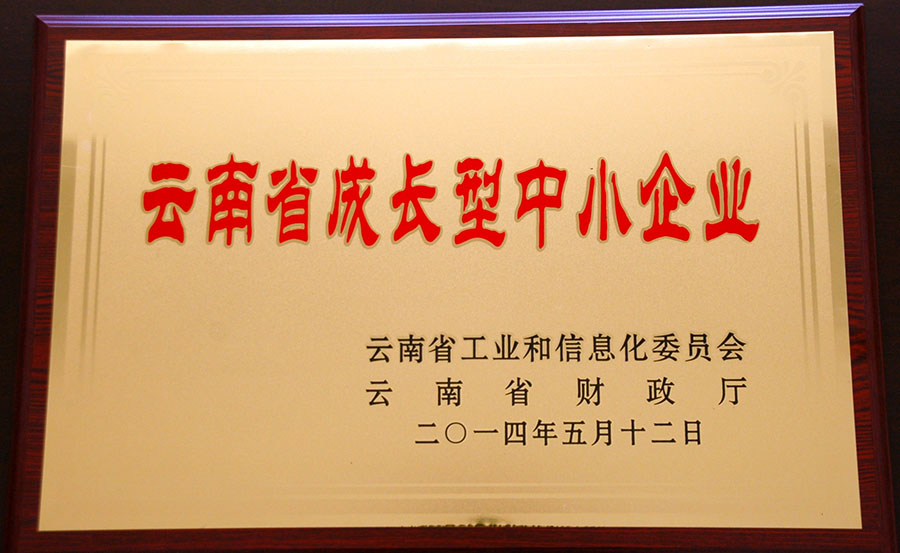 云南省成长型中小企业
云南省工业和信息化委员会
云南省财政厅
二〇一四年五月十二日